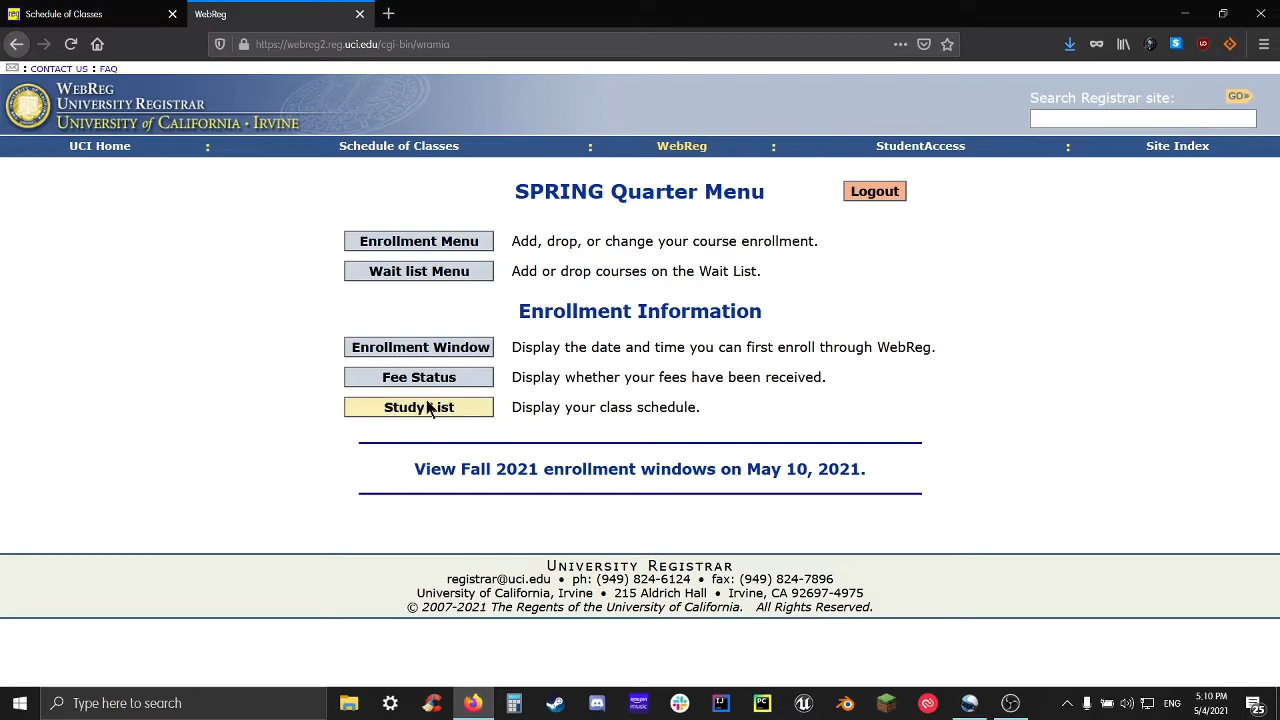 Schedule of Classes
WebReg
https://webreg2.reg.uci.edu/cgi-bin/wramia
: CONTACT US : FAQ
WEBREG
UNIVERSITY REGISTRAR
UNIVERSITY of CALIFORNIA · IRVINE
Search Registrar site: GO
UCI Home : Schedule of Classes : WebReg : StudentAccess : Site Index
SPRING Quarter Menu Logout
Enrollment Menu Add, drop, or change your course enrollment.
Wait list Menu Add or drop courses on the Wait List.
Enrollment Information
Enrollment Window Display the date and time you can first enroll through WebReg.
Fee Status Display whether your fees have been received.
Study List Display your class schedule.
View Fall 2021 enrollment windows on May 10, 2021.
UNIVERSITY REGISTRAR
registrar@uci.edu • ph: (949) 824-6124 • fax: (949) 824-7896
University of California, Irvine • 215 Aldrich Hall • Irvine, CA 92697-4975
© 2007-2021 The Regents of the University of California. All Rights Reserved.
Type here to search
ENG
5:10 PM
5/4/2021
25